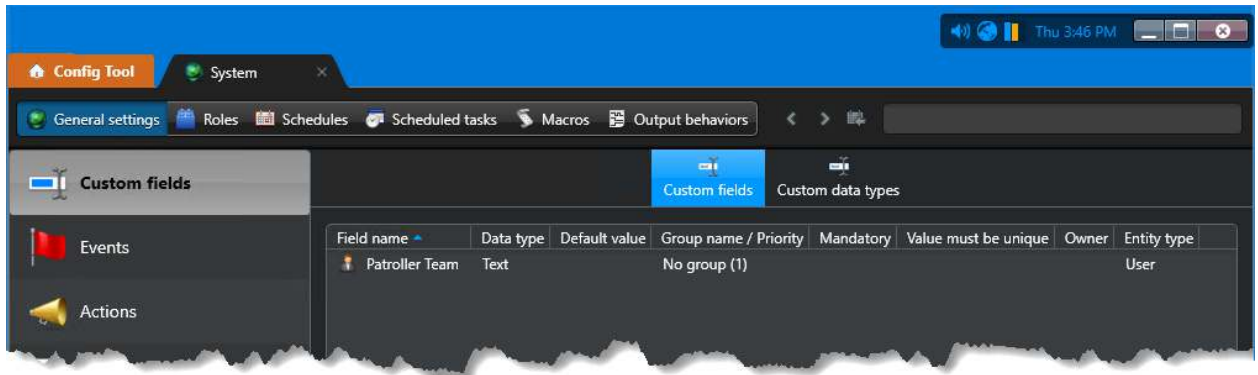 Thu 3:46 PM
Config Tool System
General settings Roles Schedules Scheduled tasks Macros Output behaviors
Custom fields
Custom fields Custom data types
Events
Field name Data type Default value Group name / Priority Mandatory Value must be unique Owner Entity type
Patroller Team Text No group (1) User
Actions